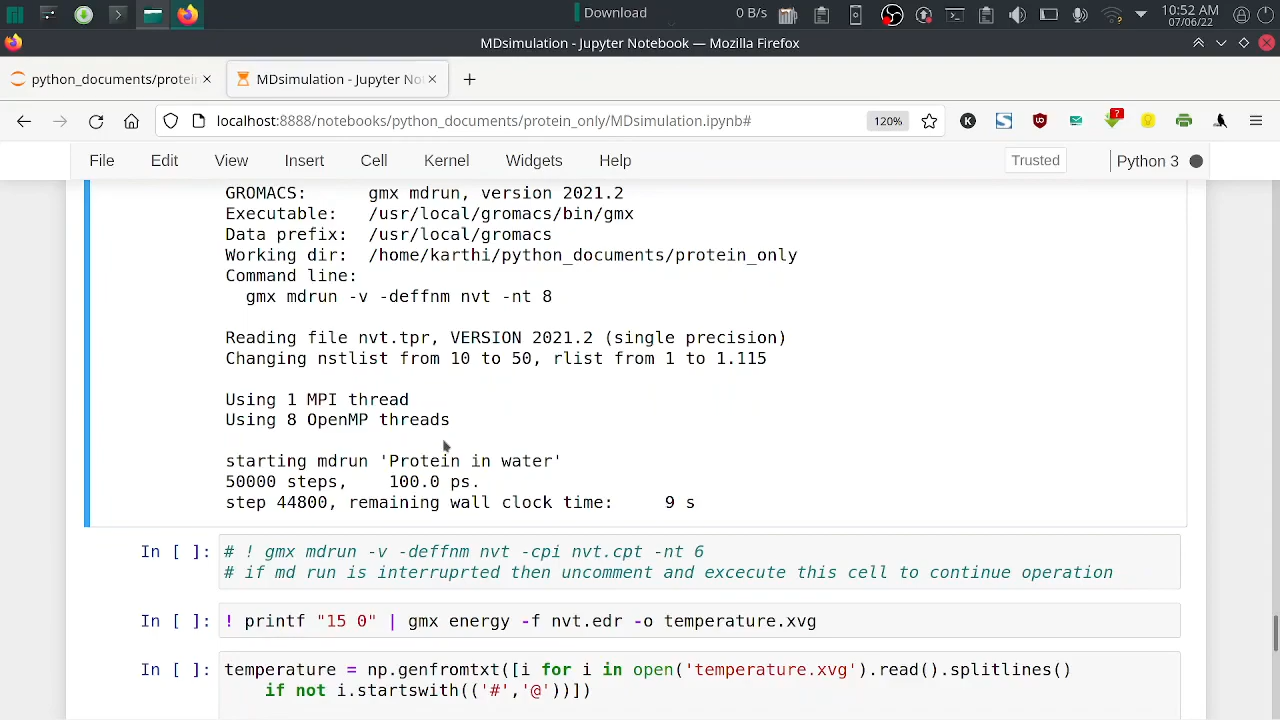 Download
0 B/s
10:52 AM
07/06/22
MDsimulation - Jupyter Notebook — Mozilla Firefox
python_documents/protein
MDsimulation - Jupyter No
localhost:8888/notebooks/python_documents/protein_only/MDsimulation.ipynb#
120%
File Edit View Insert Cell Kernel Widgets Help
Trusted
Python 3
GROMACS: gmx mdrun, version 2021.2
Executable: /usr/local/gromacs/bin/gmx
Data prefix: /usr/local/gromacs
Working dir: /home/karthi/python_documents/protein_only
Command line:
gmx mdrun -v -deffnm nvt -nt 8
Reading file nvt.tpr, VERSION 2021.2 (single precision)
Changing nstlist from 10 to 50, rlist from 1 to 1.115
Using 1 MPI thread
Using 8 OpenMP threads
starting mdrun 'Protein in water'
50000 steps, 100.0 ps.
step 44800, remaining wall clock time: 9 s
In [ ]: # ! gmx mdrun -v -deffnm nvt -cpi nvt.cpt -nt 6
# if md run is interuprted then uncomment and excecute this cell to continue operation
In [ ]: ! printf "15 0" | gmx energy -f nvt.edr -o temperature.xvg
In [ ]: temperature = np.genfromtxt([i for i in open('temperature.xvg').read().splitlines()
if not i.startswith(('#','@'))])